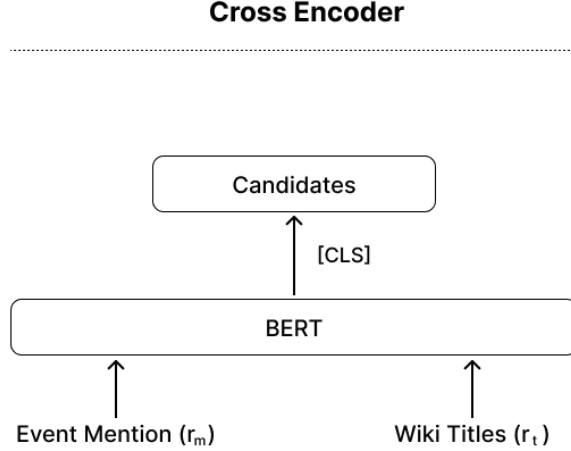 Cross Encoder
Candidates
[CLS]
BERT
Event Mention (rₘ) Wiki Titles (rₜ)